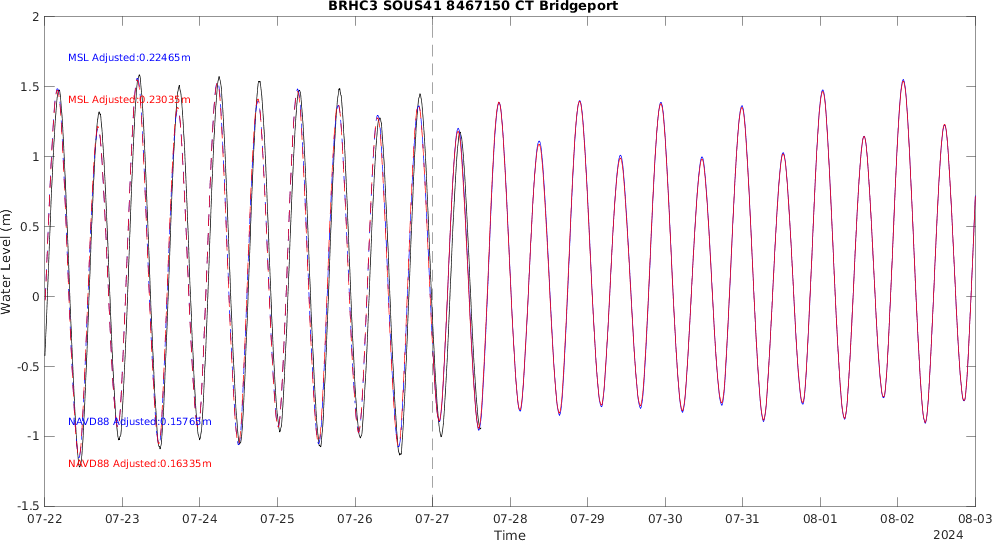 BRHC3 SOUS41 8467150 CT Bridgeport
2
1.5
1
0.5
0
-0.5
-1
-1.5
Water Level (m)
MSL Adjusted:0.22465m
MSL Adjusted:0.23035m
NAVD88 Adjusted:0.15765m
NAVD88 Adjusted:0.16335m
07-22 07-23 07-24 07-25 07-26 07-27 07-28 07-29 07-30 07-31 08-01 08-02 08-03
Time
2024